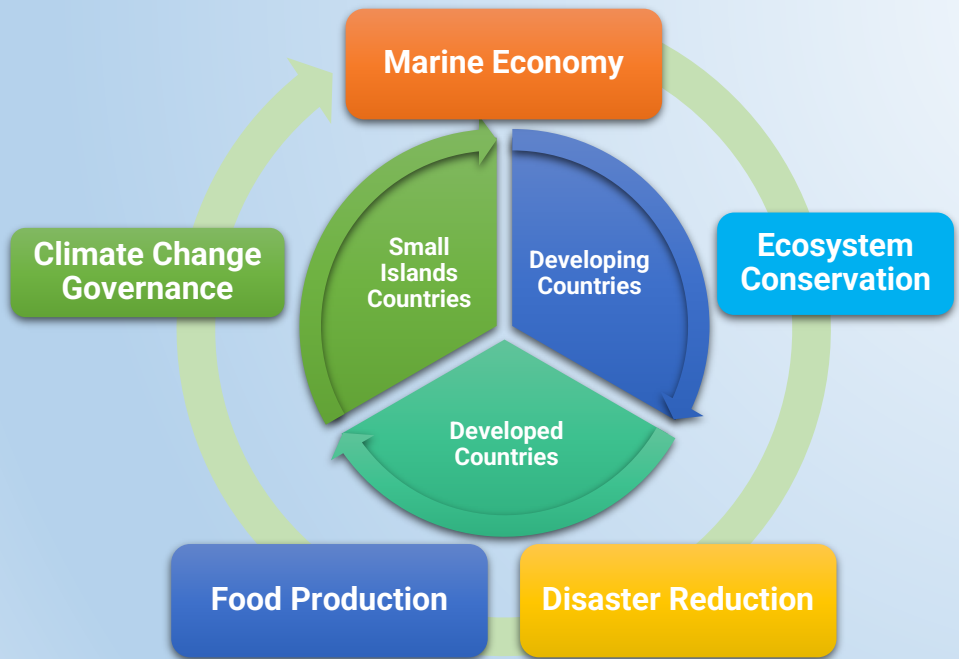 Marine Economy
Climate Change
Governance
Small
Islands
Countries
Developing
Countries
Ecosystem
Conservation
Developed
Countries
Food Production
Disaster Reduction